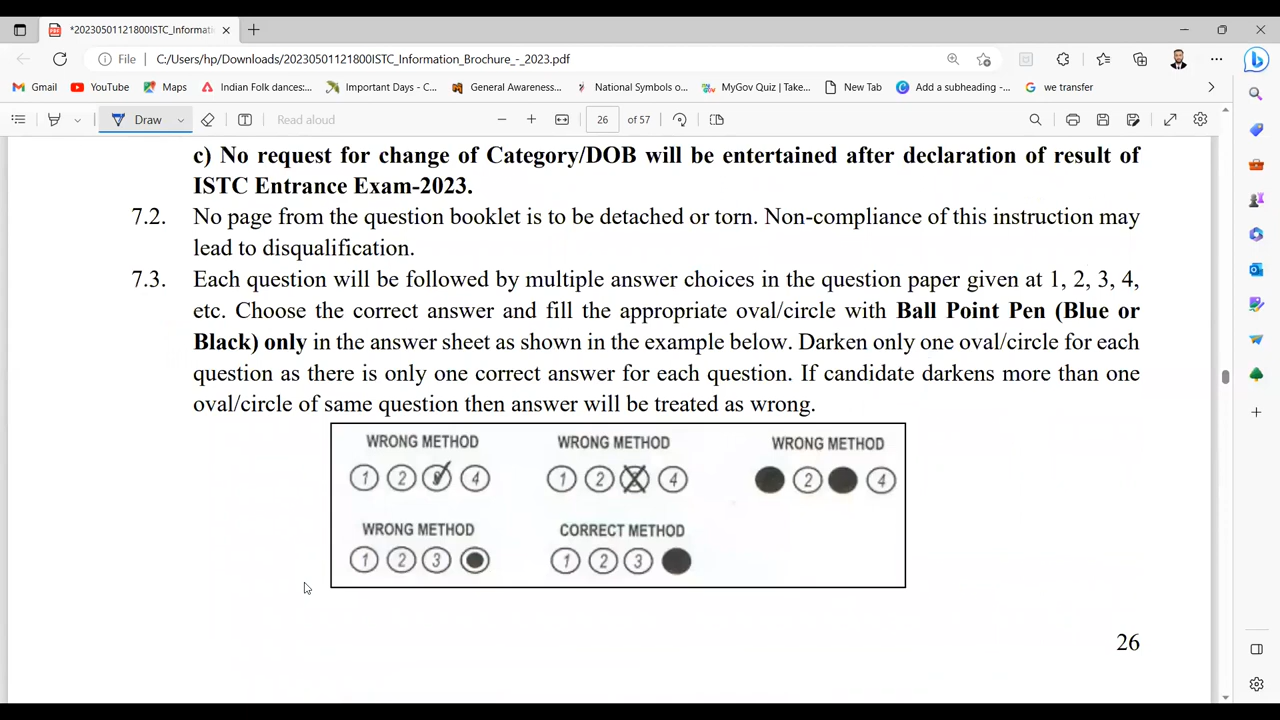 *20230501121800ISTC_Informati
File C:/Users/hp/Downloads/20230501121800ISTC_Information_Brochure_-_2023.pdf
Gmail YouTube Maps Indian Folk dances:... Important Days - C... General Awareness... National Symbols o... MyGov Quiz | Take... New Tab Add a subheading -... we transfer
Draw Read aloud 26 of 57
c) No request for change of Category/DOB will be entertained after declaration of result of
ISTC Entrance Exam-2023.
7.2. No page from the question booklet is to be detached or torn. Non-compliance of this instruction may
lead to disqualification.
7.3. Each question will be followed by multiple answer choices in the question paper given at 1, 2, 3, 4,
etc. Choose the correct answer and fill the appropriate oval/circle with Ball Point Pen (Blue or
Black) only in the answer sheet as shown in the example below. Darken only one oval/circle for each
question as there is only one correct answer for each question. If candidate darkens more than one
oval/circle of same question then answer will be treated as wrong.
WRONG METHOD WRONG METHOD WRONG METHOD
1 2 4 1 2 4 2 4
WRONG METHOD CORRECT METHOD
1 2 3 1 2 3
26